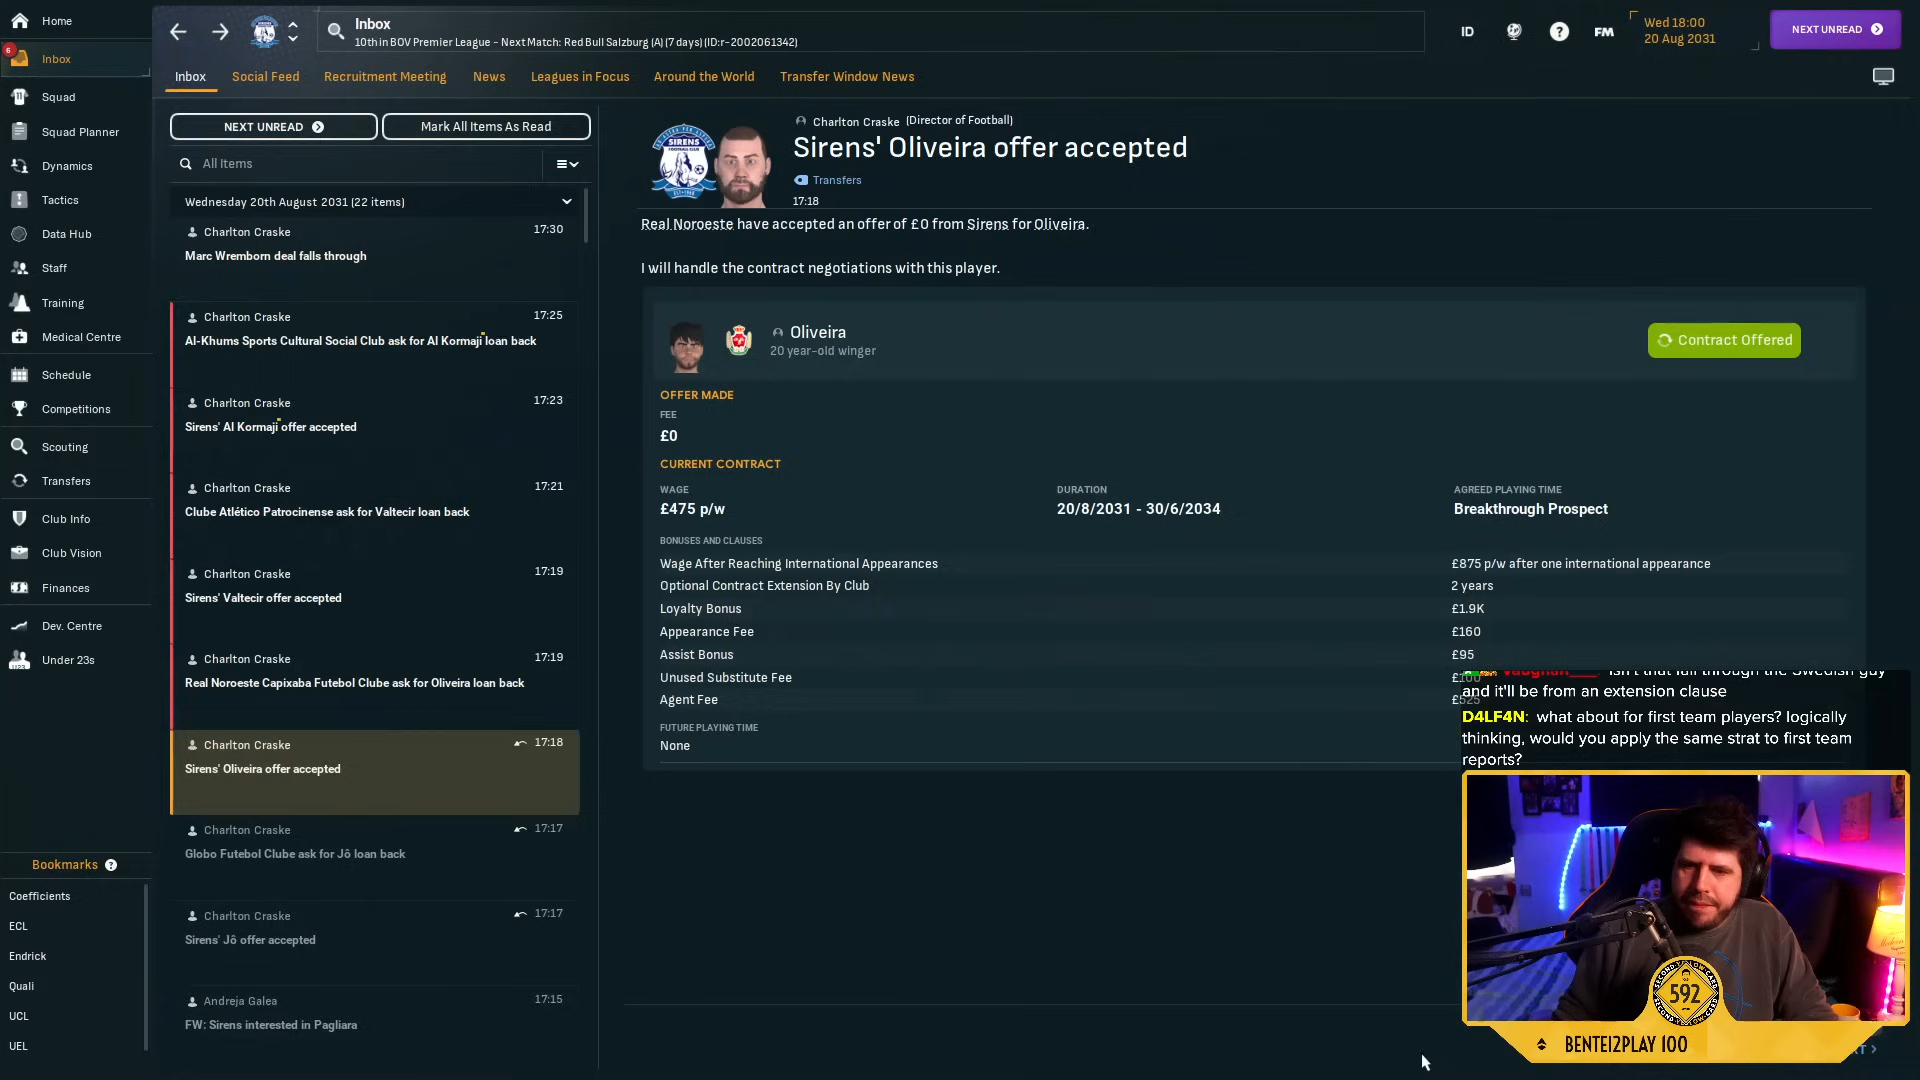 Home
Inbox
10th in BOV Premier League - Next Match: Red Bull Salzburg (A) (7 days) (ID:r-2002061342)
ID
FM
Wed 18:00
20 Aug 2031
NEXT UNREAD
6
Inbox
Squad
Squad Planner
Dynamics
Tactics
Data Hub
Staff
Training
Medical Centre
Schedule
Competitions
Scouting
Transfers
Club Info
Club Vision
Finances
Dev. Centre
Under 23s
Bookmarks
Coefficients
ECL
Endrick
Quali
UCL
UEL
Inbox
Social Feed
Recruitment Meeting
News
Leagues in Focus
Around the World
Transfer Window News
NEXT UNREAD
Mark All Items As Read
All Items
Wednesday 20th August 2031 (22 items)
Charlton Craske 17:30
Marc Wremborn deal falls through
Charlton Craske 17:25
Al-Khums Sports Cultural Social Club ask for Al Kormaji loan back
Charlton Craske 17:23
Sirens' Al Kormaji offer accepted
Charlton Craske 17:21
Clube Atlético Patrocinense ask for Valtecir loan back
Charlton Craske 17:19
Sirens' Valtecir offer accepted
Charlton Craske 17:19
Real Noroeste Capixaba Futebol Clube ask for Oliveira loan back
Charlton Craske 17:18
Sirens' Oliveira offer accepted
Charlton Craske 17:17
Globo Futebol Clube ask for Jô loan back
Charlton Craske 17:17
Sirens' Jô offer accepted
Andreja Galea 17:15
FW: Sirens interested in Pagliara
SIRENS
Charlton Craske (Director of Football)
Sirens' Oliveira offer accepted
Transfers
17:18
Real Noroeste have accepted an offer of £0 from Sirens for Oliveira.
I will handle the contract negotiations with this player.
Oliveira
20 year-old winger
Contract Offered
OFFER MADE
FEE
£0
CURRENT CONTRACT
WAGE DURATION AGREED PLAYING TIME
£475 p/w 20/8/2031 - 30/6/2034 Breakthrough Prospect
BONUSES AND CLAUSES
Wage After Reaching International Appearances £875 p/w after one international appearance
Optional Contract Extension By Club 2 years
Loyalty Bonus £1.9K
Appearance Fee £160
Assist Bonus £95
Unused Substitute Fee £100
Agent Fee £525
FUTURE PLAYING TIME
None
vaughan____: isn't that fall through the Swedish guy
and it'll be from an extension clause
D4LF4N: what about for first team players? logically
thinking, would you apply the same strat to first team
reports?
SECOND YELLOW CARD
592
BENTEI2PLAY 100